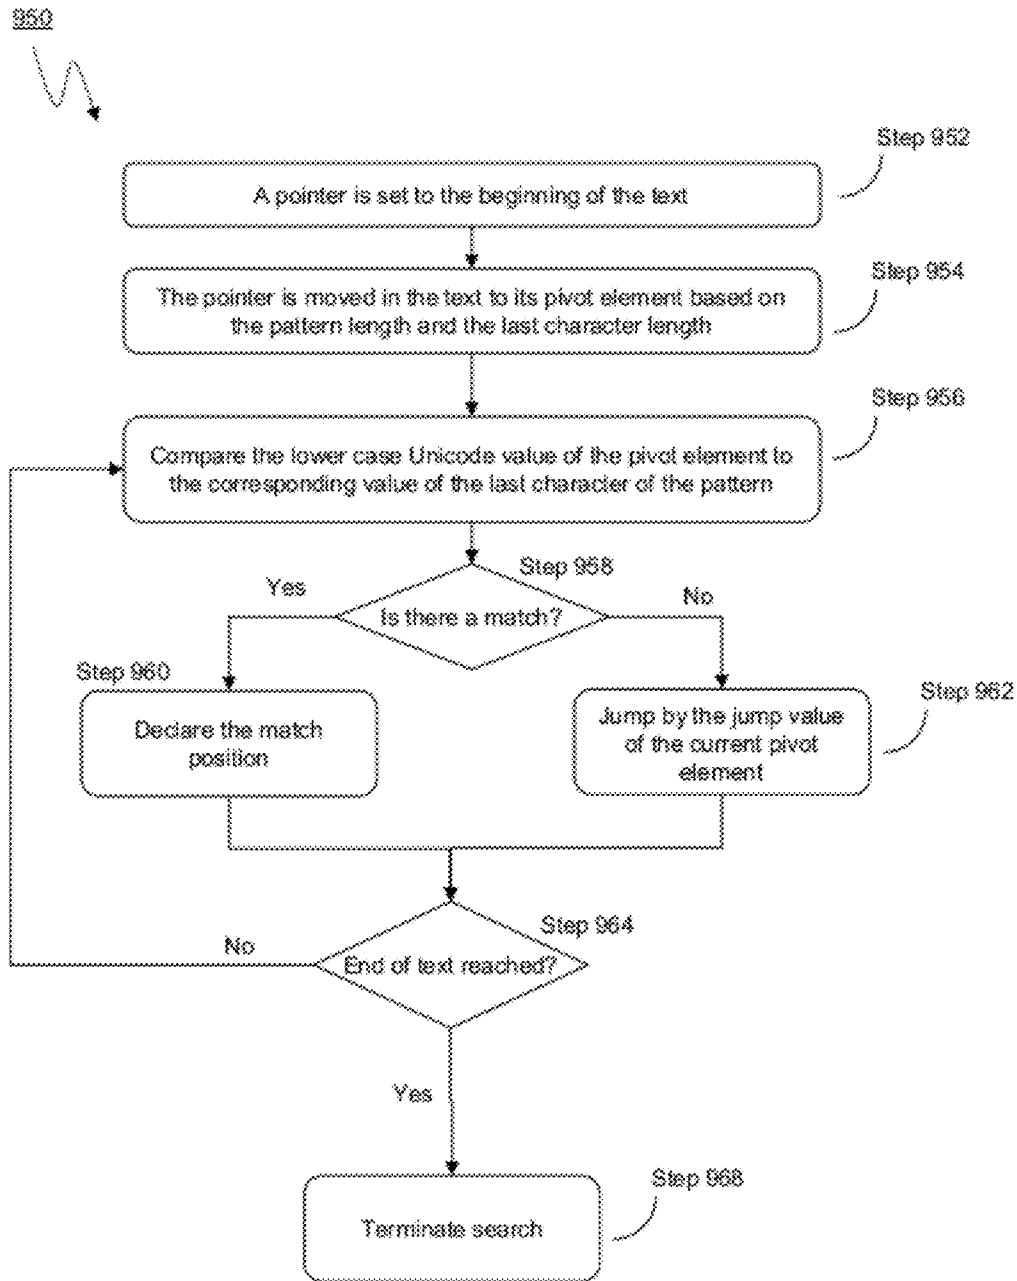 950
Step 952
A pointer is set to the beginning of the text
Step 954
The pointer is moved in the text to its pivot element based on
the pattern length and the last character length
Step 956
Compare the lower case Unicode value of the pivot element to
the corresponding value of the last character of the pattern
Step 958
Yes
No
Is there a match?
Step 960
Declare the match
position
Step 962
Jump by the jump value
of the current pivot
element
Step 964
No
End of text reached?
Yes
Step 968
Terminate search